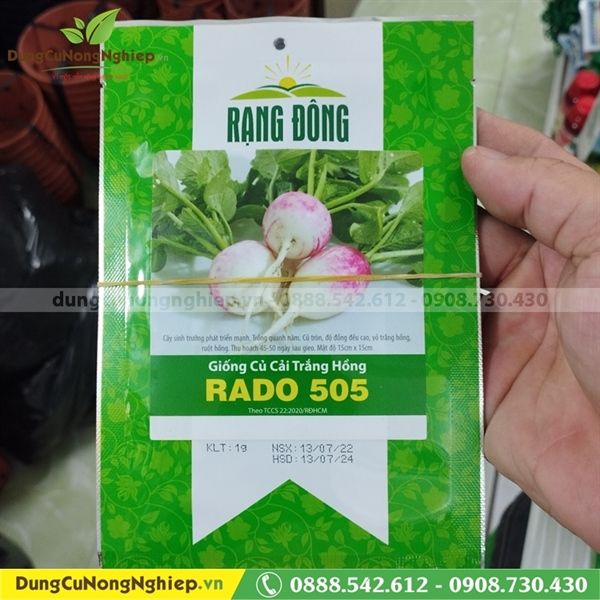 DungCuNongNghiep.vn
RẠNG ĐÔNG
dungcunongnghiep.vn - 0888.542.612 - 0908.730.430
Cây sinh trưởng phát triển mạnh. Trồng quanh năm. Củ tròn, độ đồng đều cao, vỏ trắng hồng,
ruột hồng. Thu hoạch 45-50 ngày sau gieo. Mật độ 15cm x 15cm
Giống Củ Cải Trắng Hồng
RADO 505
Theo TCCS 22:2020/RĐHCM
KLT: 1g NSX: 13/07/22
HSD: 13/07/24
DungCuNongNghiep.vn 0888.542.612 - 0908.730.430